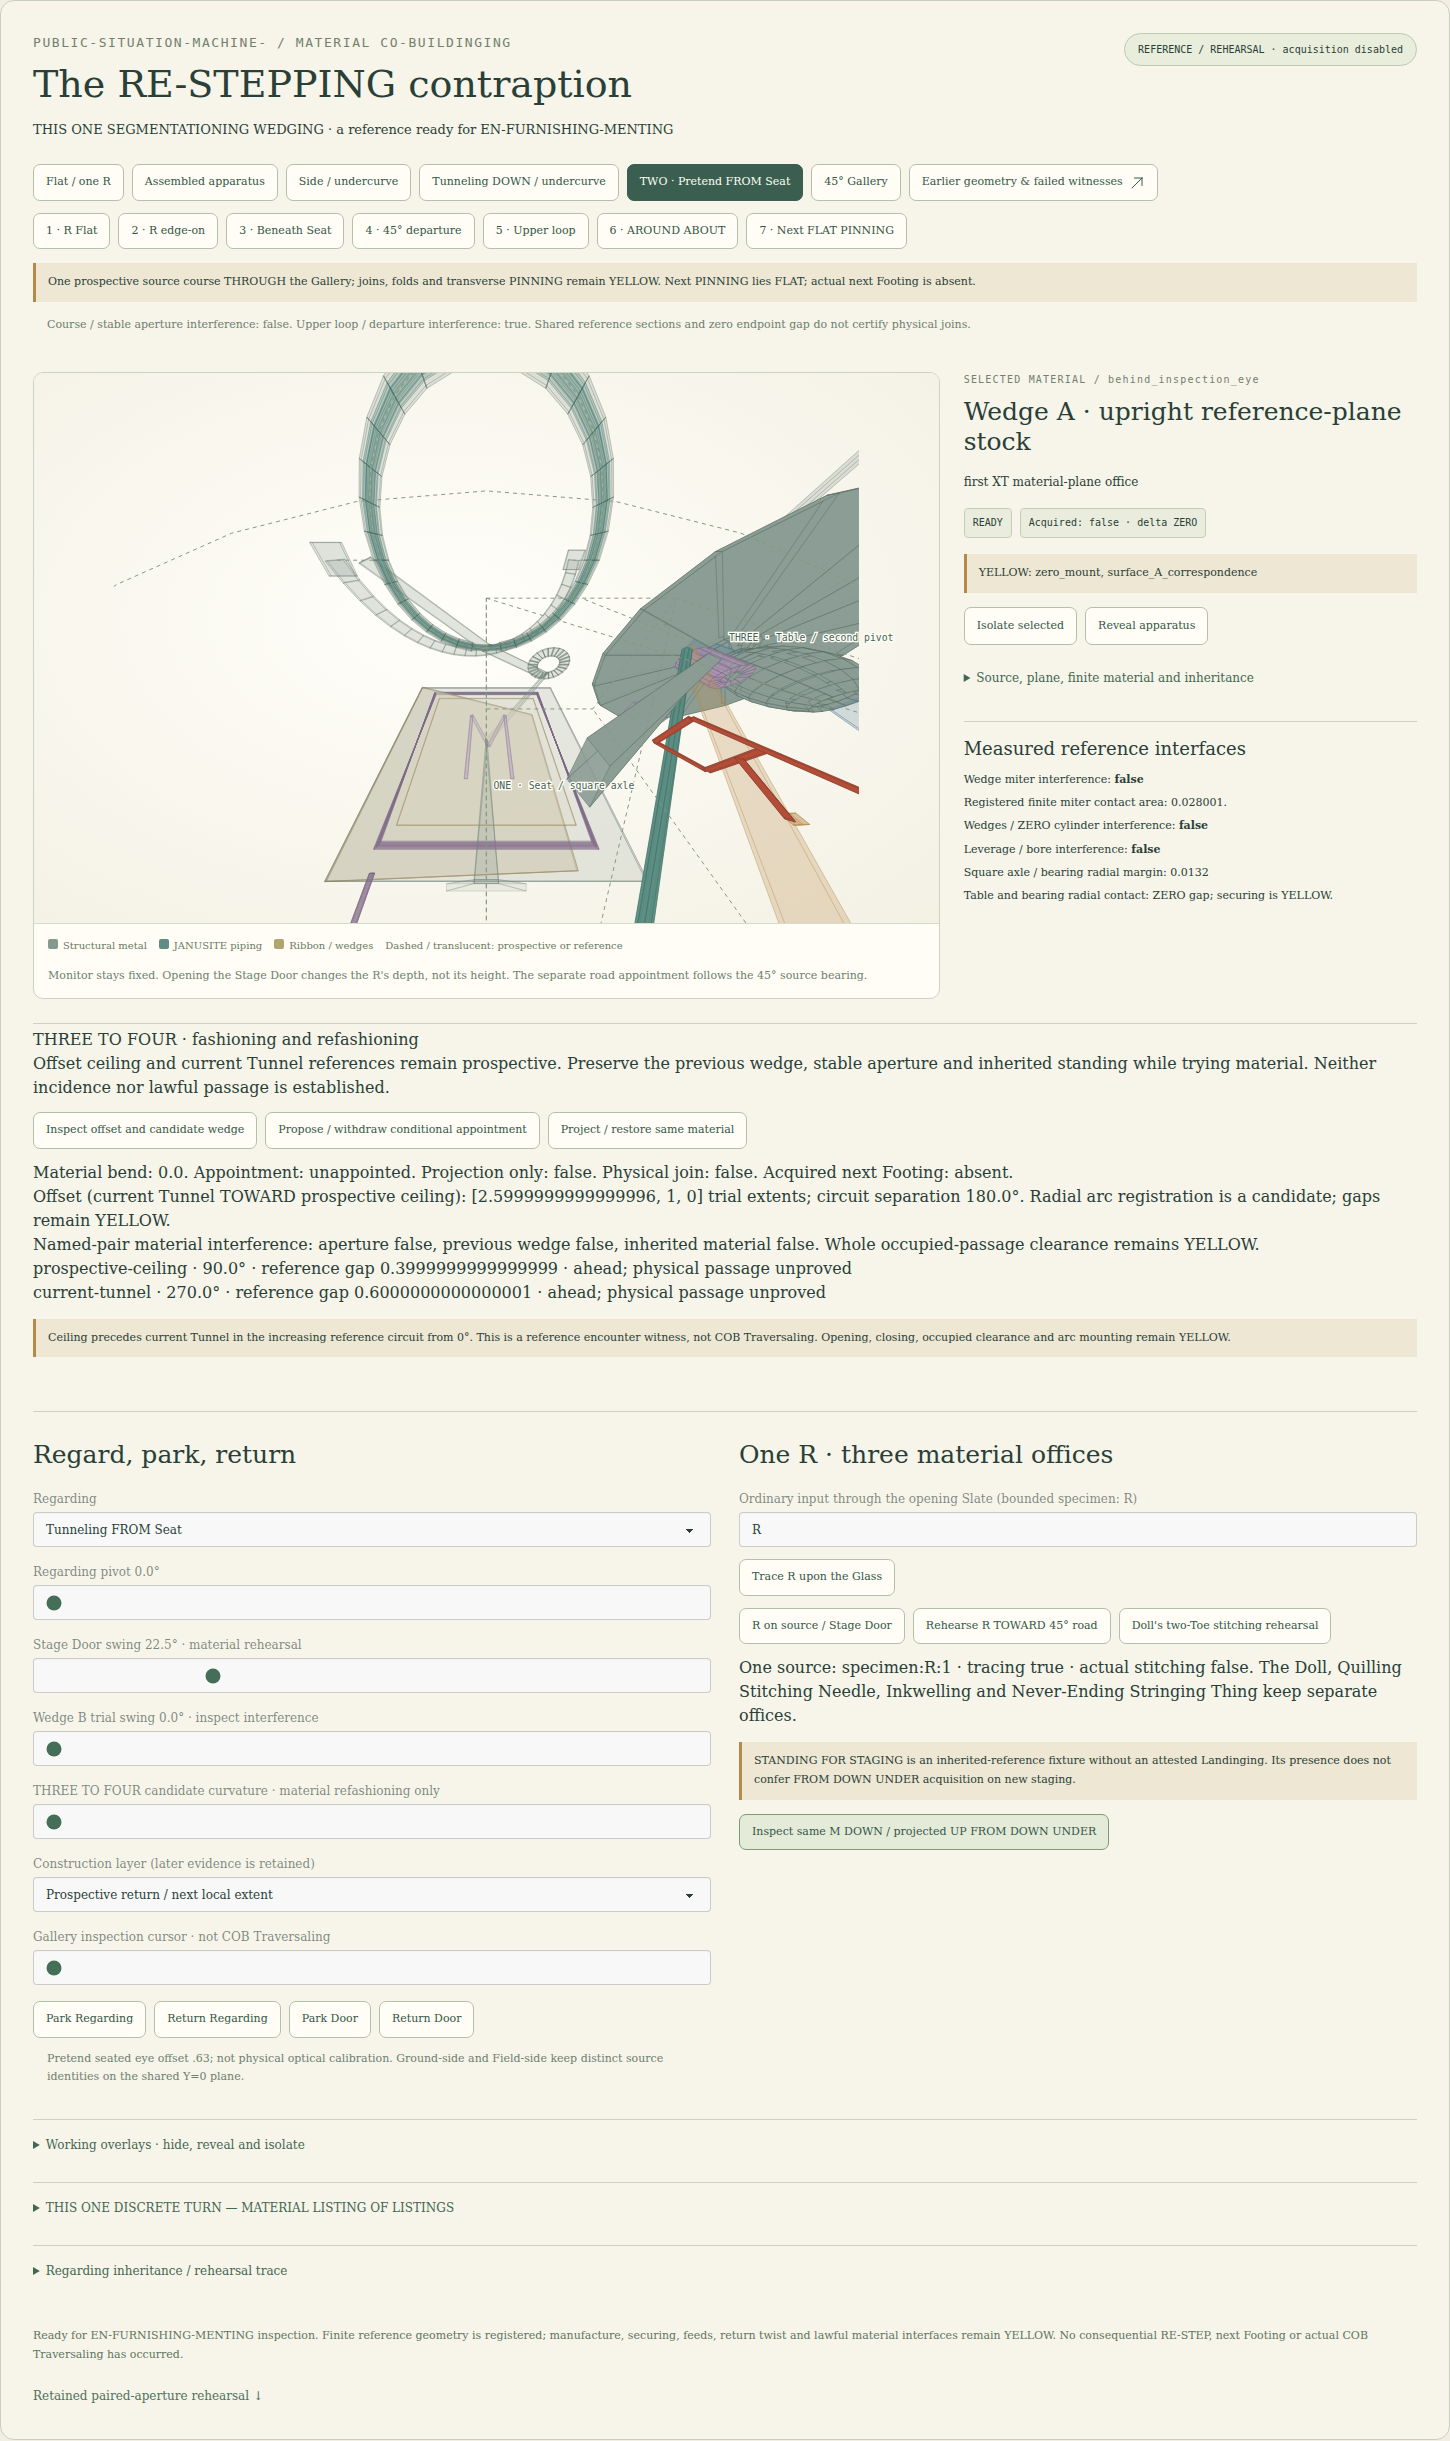 PUBLIC-SITUATION-MACHINE- / MATERIAL CO-BUILDINGING
REFERENCE / REHEARSAL · acquisition disabled
The RE-STEPPING contraption
THIS ONE SEGMENTATIONING WEDGING · a reference ready for EN-FURNISHING-MENTING
Flat / one R
Assembled apparatus
Side / undercurve
Tunneling DOWN / undercurve
TWO · Pretend FROM Seat
45° Gallery
Earlier geometry & failed witnesses
1 · R Flat
2 · R edge-on
3 · Beneath Seat
4 · 45° departure
5 · Upper loop
6 · AROUND ABOUT
7 · Next FLAT PINNING
One prospective source course THROUGH the Gallery; joins, folds and transverse PINNING remain YELLOW. Next PINNING lies FLAT; actual next Footing is absent.
Course / stable aperture interference: false. Upper loop / departure interference: true. Shared reference sections and zero endpoint gap do not certify physical joins.
THREE · Table / second pivot
ONE · Seat / square axle
Structural metal
JANUSITE piping
Ribbon / wedges
Dashed / translucent: prospective or reference
Monitor stays fixed. Opening the Stage Door changes the R's depth, not its height. The separate road appointment follows the 45° source bearing.
SELECTED MATERIAL / behind_inspection_eye
Wedge A · upright reference-plane
stock
first XT material-plane office
READY
Acquired: false · delta ZERO
YELLOW: zero_mount, surface_A_correspondence
Isolate selected
Reveal apparatus
Source, plane, finite material and inheritance
Measured reference interfaces
Wedge miter interference: false
Registered finite miter contact area: 0.028001.
Wedges / ZERO cylinder interference: false
Leverage / bore interference: false
Square axle / bearing radial margin: 0.0132
Table and bearing radial contact: ZERO gap; securing is YELLOW.
THREE TO FOUR · fashioning and refashioning
Offset ceiling and current Tunnel references remain prospective. Preserve the previous wedge, stable aperture and inherited standing while trying material. Neither
incidence nor lawful passage is established.
Inspect offset and candidate wedge
Propose / withdraw conditional appointment
Project / restore same material
Material bend: 0.0. Appointment: unappointed. Projection only: false. Physical join: false. Acquired next Footing: absent.
Offset (current Tunnel TOWARD prospective ceiling): [2.5999999999999996, 1, 0] trial extents; circuit separation 180.0°. Radial arc registration is a candidate; gaps
remain YELLOW.
Named-pair material interference: aperture false, previous wedge false, inherited material false. Whole occupied-passage clearance remains YELLOW.
prospective-ceiling · 90.0° · reference gap 0.3999999999999999 · ahead; physical passage unproved
current-tunnel · 270.0° · reference gap 0.6000000000000001 · ahead; physical passage unproved
Ceiling precedes current Tunnel in the increasing reference circuit from 0°. This is a reference encounter witness, not COB Traversaling. Opening, closing, occupied clearance and arc mounting remain YELLOW.
Regard, park, return
Regarding
Tunneling FROM Seat
Regarding pivot 0.0°
Stage Door swing 22.5° · material rehearsal
Wedge B trial swing 0.0° · inspect interference
THREE TO FOUR candidate curvature · material refashioning only
Construction layer (later evidence is retained)
Prospective return / next local extent
Gallery inspection cursor · not COB Traversaling
Park Regarding
Return Regarding
Park Door
Return Door
Pretend seated eye offset .63; not physical optical calibration. Ground-side and Field-side keep distinct source
identities on the shared Y=0 plane.
One R · three material offices
Ordinary input through the opening Slate (bounded specimen: R)
R
Trace R upon the Glass
R on source / Stage Door
Rehearse R TOWARD 45° road
Doll's two-Toe stitching rehearsal
One source: specimen:R:1 · tracing true · actual stitching false. The Doll, Quilling
Stitching Needle, Inkwelling and Never-Ending Stringing Thing keep separate
offices.
STANDING FOR STAGING is an inherited-reference fixture without an attested Landinging. Its presence does not
confer FROM DOWN UNDER acquisition on new staging.
Inspect same M DOWN / projected UP FROM DOWN UNDER
Working overlays · hide, reveal and isolate
THIS ONE DISCRETE TURN — MATERIAL LISTING OF LISTINGS
Regarding inheritance / rehearsal trace
Ready for EN-FURNISHING-MENTING inspection. Finite reference geometry is registered; manufacture, securing, feeds, return twist and lawful material interfaces remain YELLOW. No consequential RE-STEP, next Footing or actual COB
Traversaling has occurred.
Retained paired-aperture rehearsal ↓